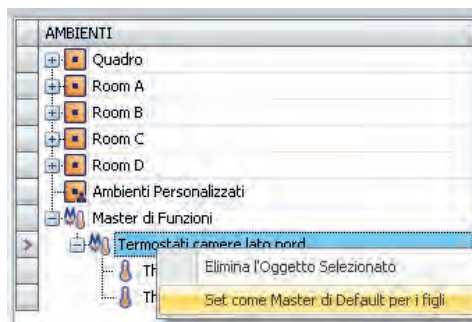 AMBIENTI
Quadro
Room A
Room B
Room C
Room D
Ambienti Personalizzati
Master di Funzioni
Termostati camere lato nord
Th
Elimina l'Oggetto Selezionato
Th
Set come Master di Default per i figli